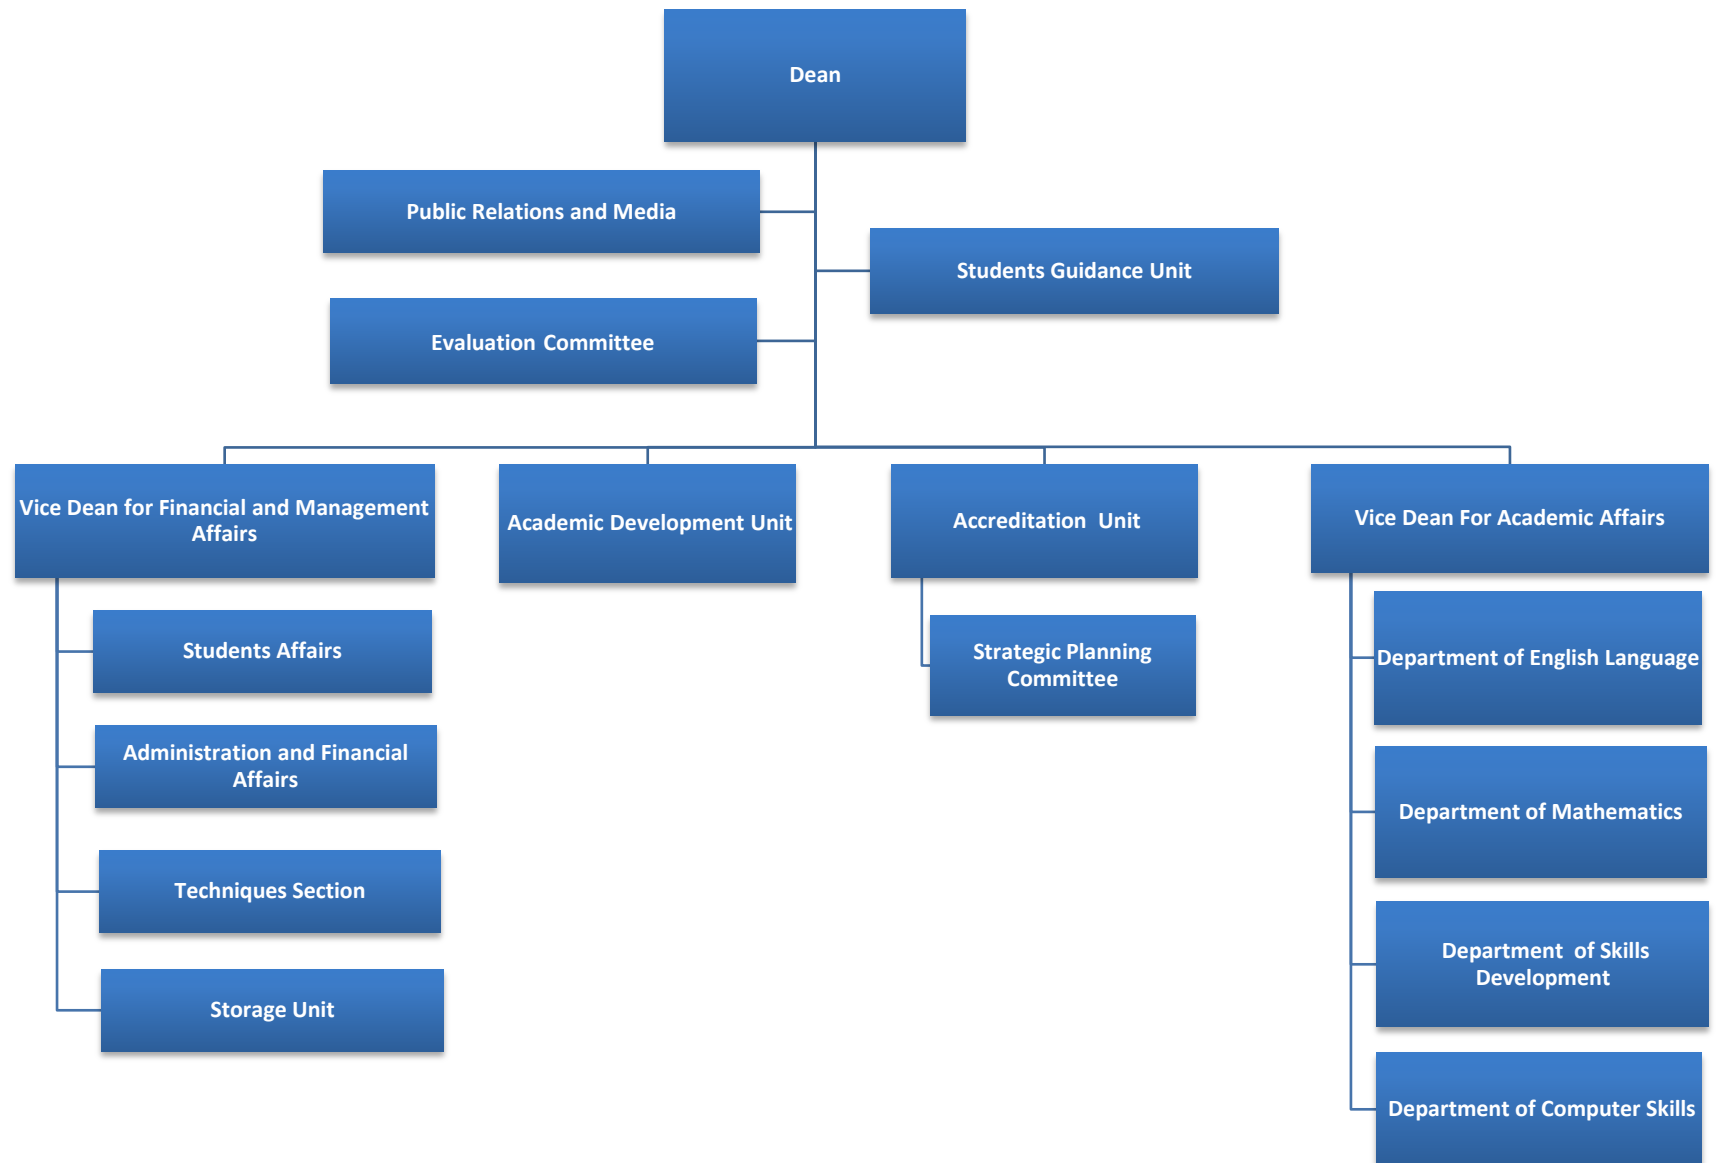 Dean
Public Relations and Media
Students Guidance Unit
Evaluation Committee
Vice Dean for Financial and Management
Affairs
Academic Development Unit
Accreditation  Unit
Vice Dean For Academic Affairs
Students Affairs
Administration and Financial
Affairs
Techniques Section
Storage Unit
Strategic Planning
Committee
Department of English Language
Department of Mathematics
Department  of Skills
Development
Department of Computer Skills